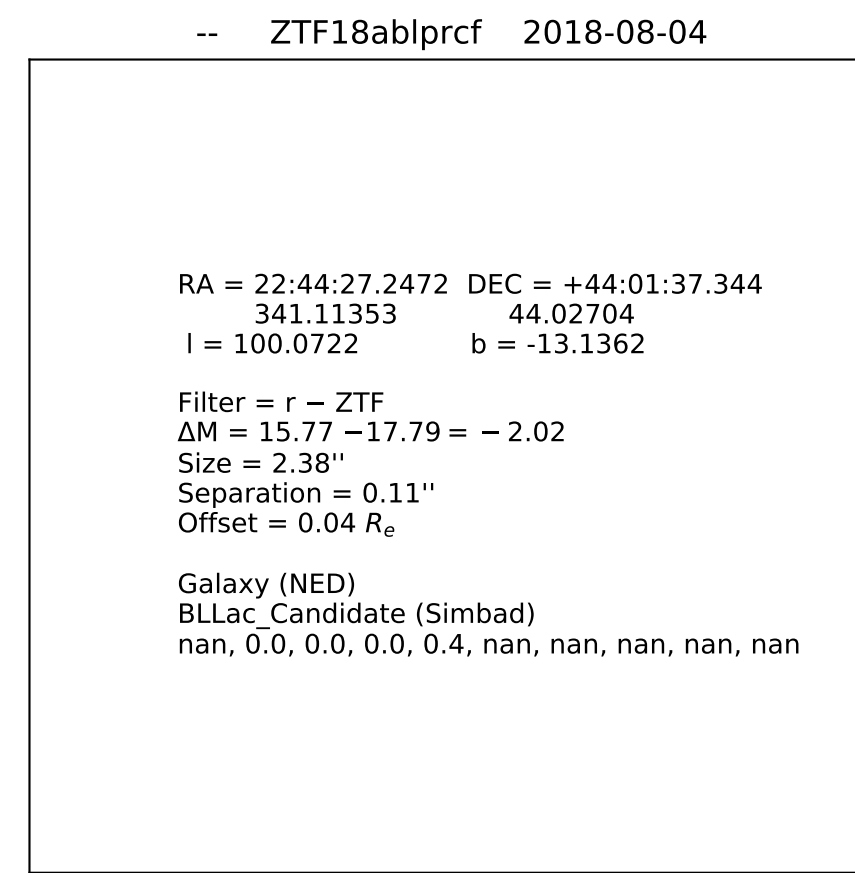 -- ZTF18ablprcf 2018-08-04
RA = 22:44:27.2472 DEC = +44:01:37.344
341.11353 44.02704
l = 100.0722 b = -13.1362
Filter = r − ZTF
ΔM = 15.77 −17.79 = − 2.02
Size = 2.38''
Separation = 0.11''
Offset = 0.04 Re
Galaxy (NED)
BLLac_Candidate (Simbad)
nan, 0.0, 0.0, 0.0, 0.4, nan, nan, nan, nan, nan